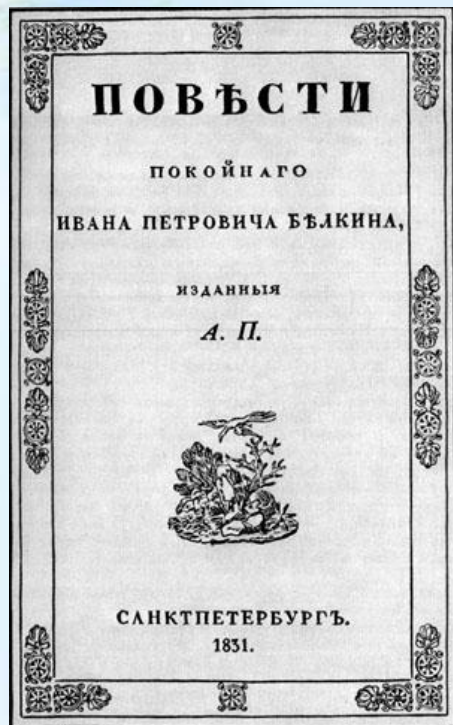 ПОВѢСТИ
ПОКОЙНАГО
ИВАНА ПЕТРОВИЧА БѢЛКИНА,
ИЗДАННЫЯ
А. П.
САНКТПЕТЕРБУРГЪ.
1831.